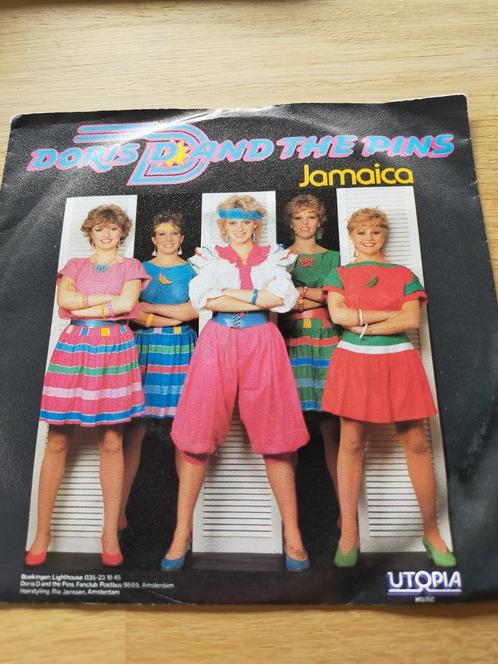 DORIS D AND THE PINS
Jamaica
Boekingen: Lighthouse 035-23 18 45
Doris D and the Pins Fanclub Postbus 9669, Amsterdam
Hairstyling: Ria Janssen, Amsterdam
UTOPIA
MUSIC